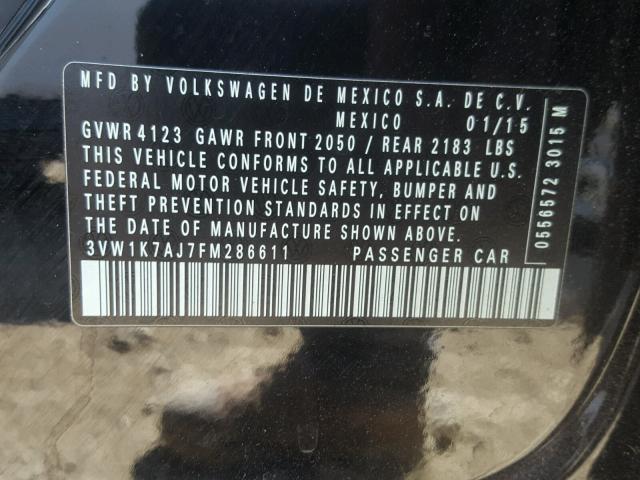 MFD BY VOLKSWAGEN DE MEXICO S.A. DE C.V.
MEXICO 01/15
GVWR 4123 GAWR FRONT 2050 / REAR 2183 LBS
THIS VEHICLE CONFORMS TO ALL APPLICABLE U.S.
FEDERAL MOTOR VEHICLE SAFETY, BUMPER AND
THEFT PREVENTION STANDARDS IN EFFECT ON
THE DATE OF MANUFACTURE SHOWN ABOVE.
3VW1K7AJ7FM286611 PASSENGER CAR
0556572 3015 M